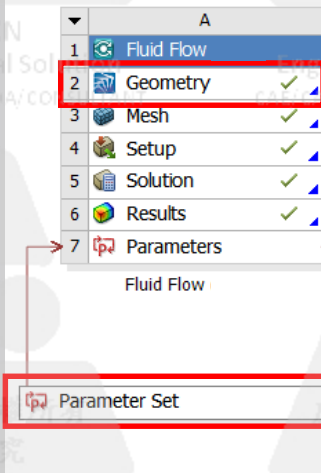 A
1 Fluid Flow
2 Geometry
3 Mesh
4 Setup
5 Solution
6 Results
7 Parameters
Fluid Flow
Parameter Set